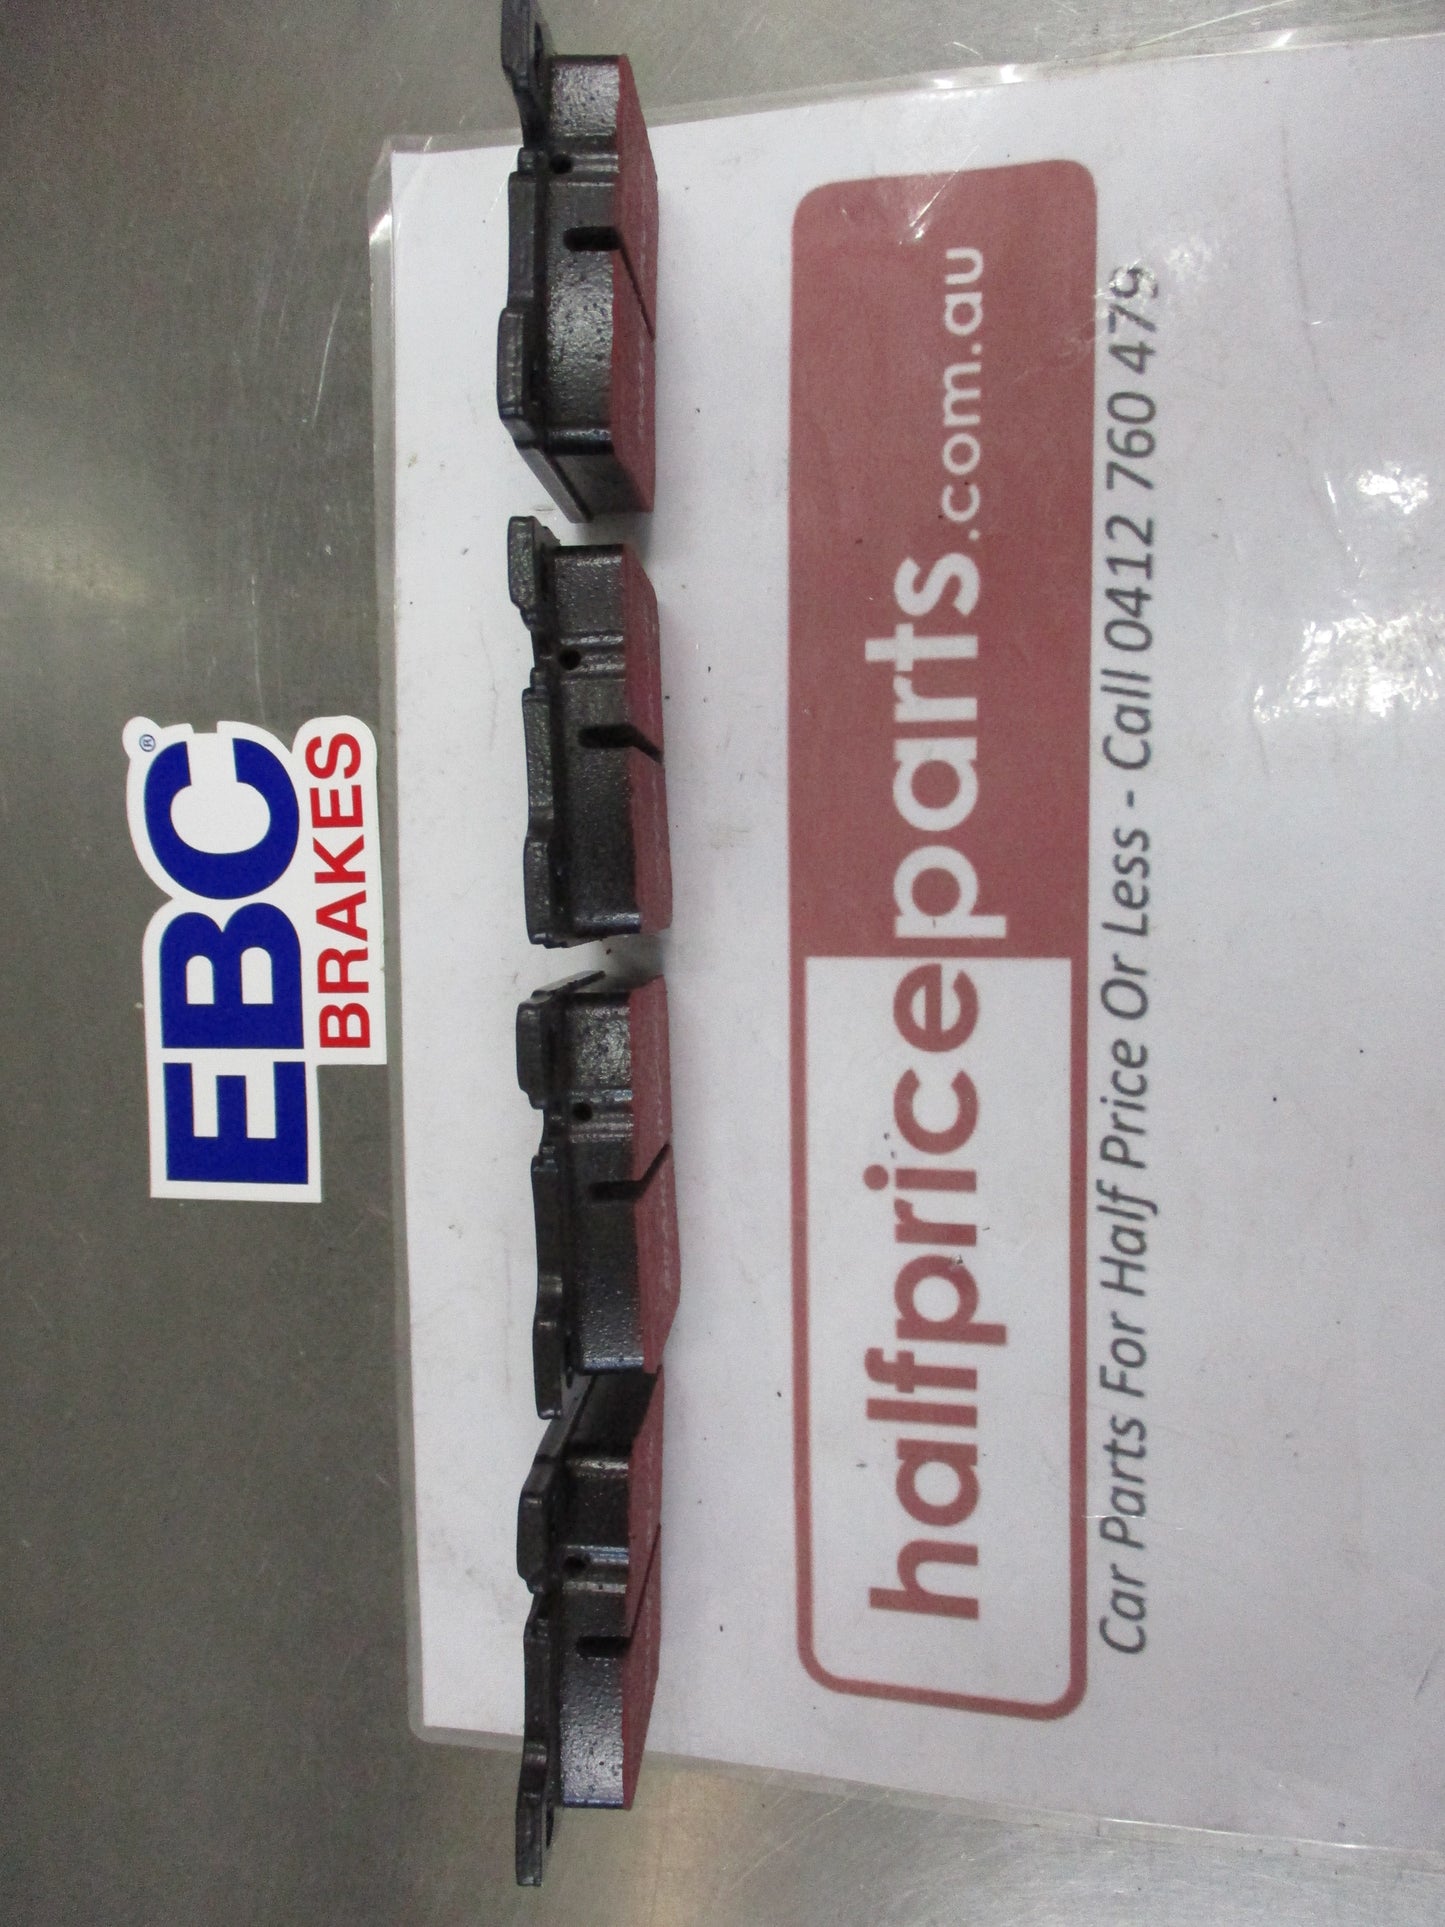 EBC®
BRAKES
halfpriceparts.com.au
Car Parts For Half Price Or Less - Call 0412 760 479